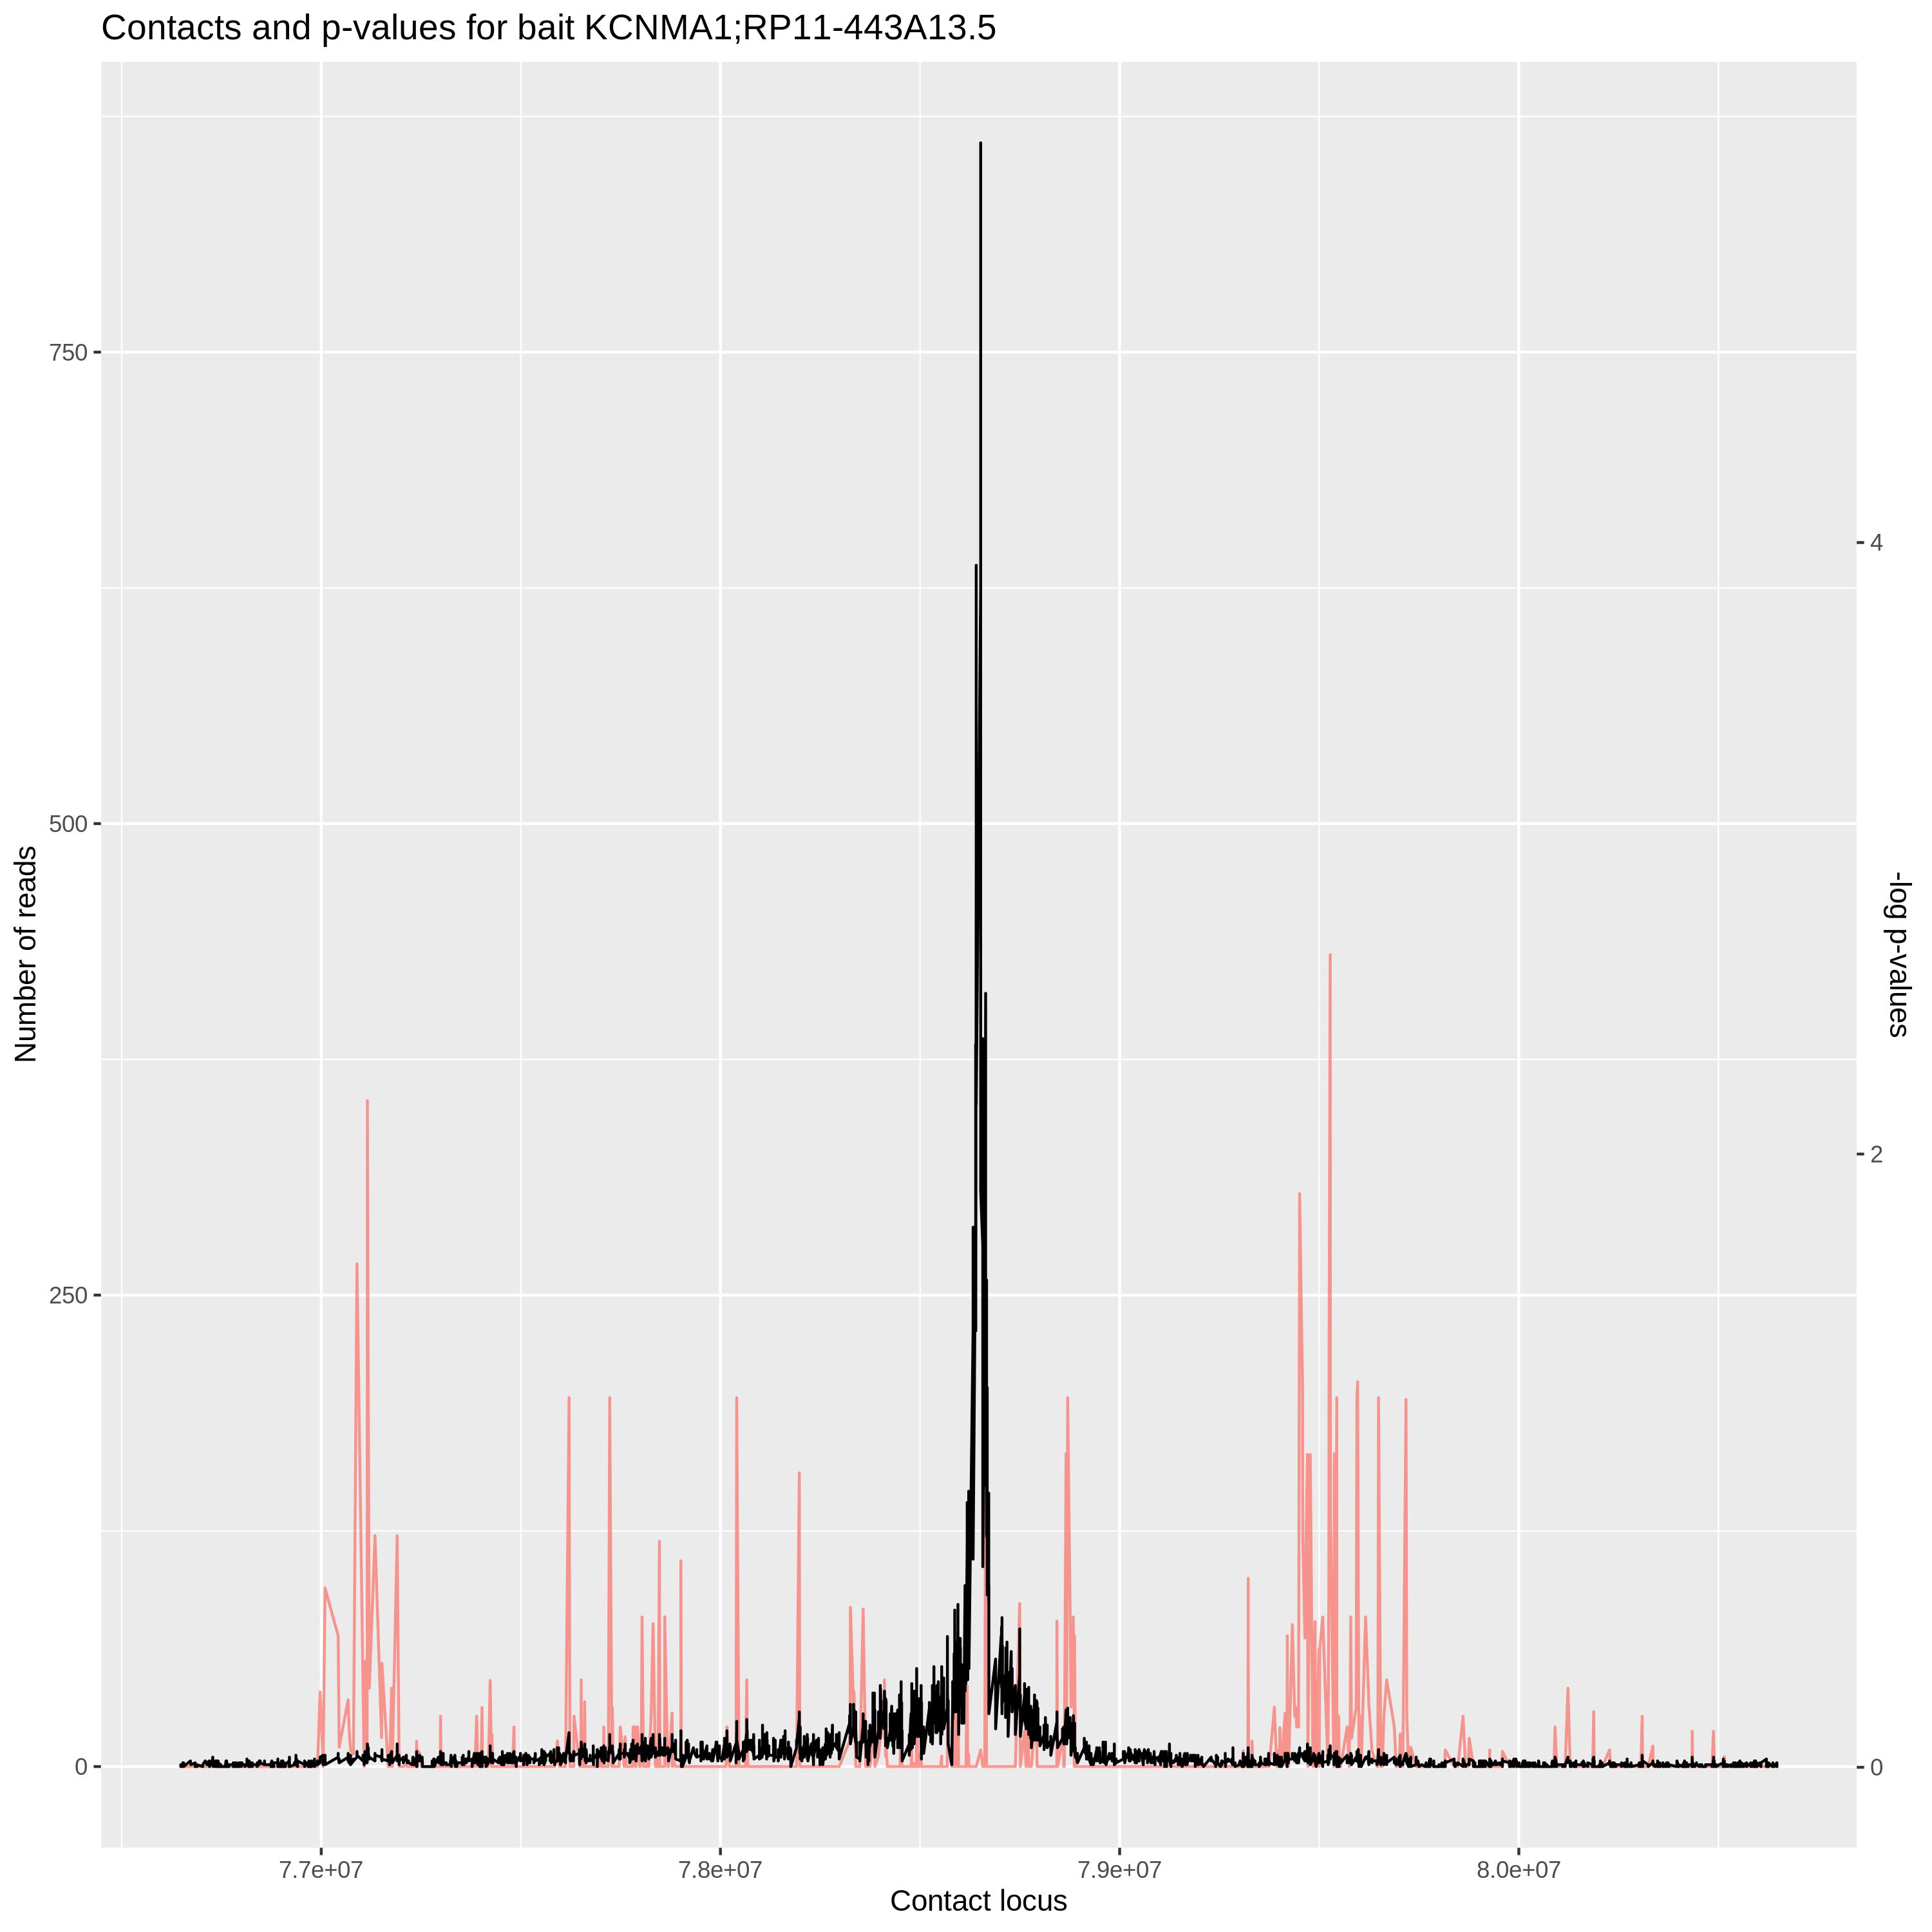 Contacts and p-values for bait KCNMA1;RP11-443A13.5
750
500
250
0
Number of reads
4
2
0
-log p-values
7.7e+07 7.8e+07 7.9e+07 8.0e+07
Contact locus